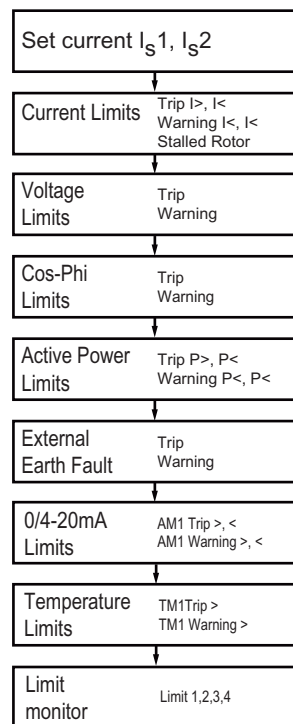 Set current Is1, Is2
Current Limits
Trip I>, I<
Warning I<, I<
Stalled Rotor
Voltage
Limits
Trip
Warning
Cos-Phi
Limits
Trip
Warning
Active Power
Limits
Trip P>, P<
Warning P<, P<
External
Earth Fault
Trip
Warning
0/4-20mA
Limits
AM1 Trip >, <
AM1 Warning >, <
Temperature
Limits
TM1Trip >
TM1 Warning >
Limit
monitor
Limit 1,2,3,4